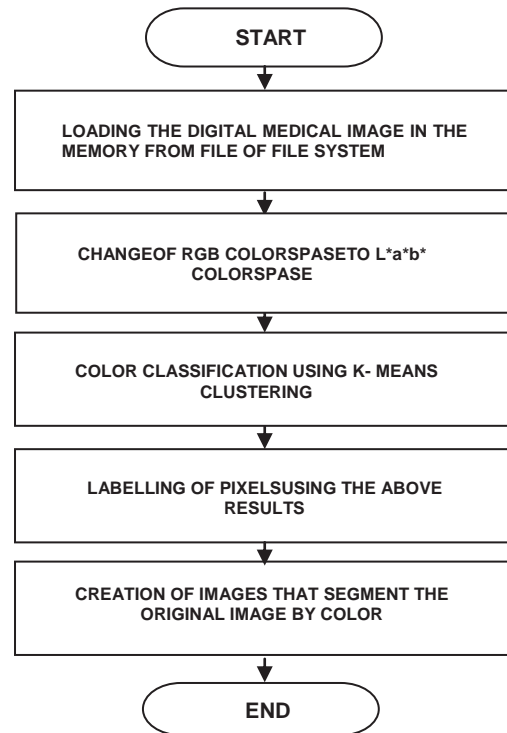 START
LOADING THE DIGITAL MEDICAL IMAGE IN THE
MEMORY FROM FILE OF FILE SYSTEM
CHANGEOF RGB COLORSPASETO L*a*b*
COLORSPASE
COLOR CLASSIFICATION USING K- MEANS
CLUSTERING
LABELLING OF PIXELSUSING THE ABOVE
RESULTS
CREATION OF IMAGES THAT SEGMENT THE
ORIGINAL IMAGE BY COLOR
END